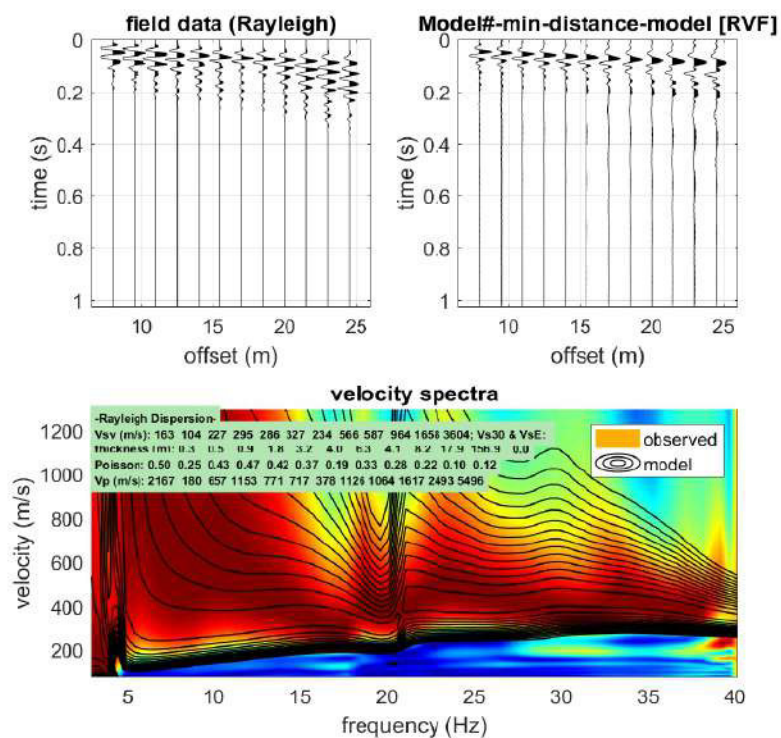 field data (Rayleigh)
Model#-min-distance-model [RVF]
0
0.2
0.4
0.6
0.8
1
time (s)
10
15
20
25
offset (m)
0
0.2
0.4
0.6
0.8
1
time (s)
10
15
20
25
offset (m)
velocity spectra
-Rayleigh Dispersion-
Vsv (m/s): 163 104 227 295 286 327 234 566 587 964 1658 3604; Vs30 & VsE:
thickness (m): 0.3 0.5 0.9 1.8 3.2 4.0 6.3 4.1 8.2 17.9 156.9 0.0
Poisson: 0.50 0.25 0.43 0.47 0.42 0.37 0.19 0.33 0.28 0.22 0.10 0.12
Vp (m/s): 2167 180 657 1153 771 717 378 1126 1064 1617 2493 5496
observed
model
1200
1000
800
600
400
200
velocity (m/s)
5
10
15
20
25
30
35
40
frequency (Hz)